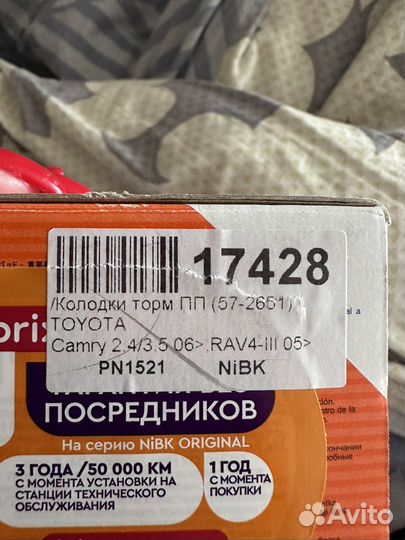 17428
/Колодки торм ПП (57-2651)
TOYOTA
Camry 2,4/3.5 06>,RAV4-III 05>
PN1521 NiBK
ПОСРЕДНИКОВ
На серию NiBK ORIGINAL
3 ГОДА /50 000 КМ
С МОМЕНТА УСТАНОВКИ НА
СТАНЦИИ ТЕХНИЧЕСКОГО
ОБСЛУЖИВАНИЯ
1 ГОД
С МОМЕНТА
ПОКУПКИ
Avito